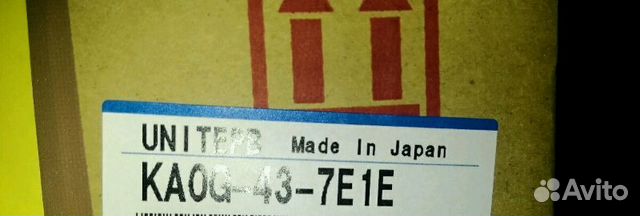 UNITEPB Made In Japan
KA0G-43-7E1E
Avito